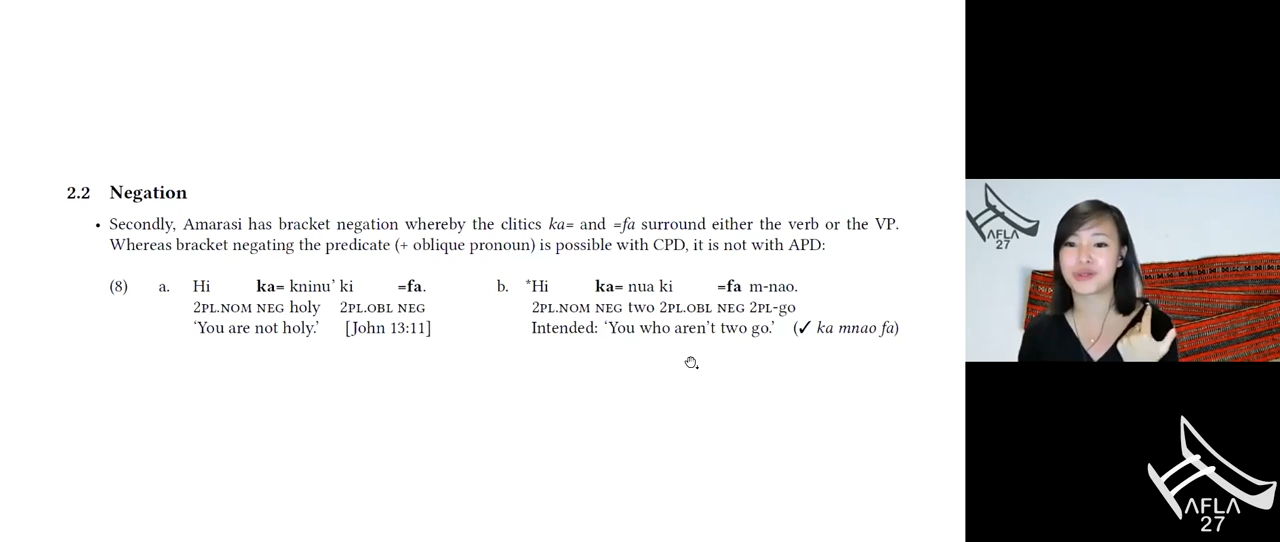 2.2 Negation
• Secondly, Amarasi has bracket negation whereby the clitics ka= and =fa surround either the verb or the VP.
Whereas bracket negating the predicate (+ oblique pronoun) is possible with CPD, it is not with APD:
(8) a. Hi ka= kninu’ ki =fa. b. *Hi ka= nua ki =fa m-nao.
2PL.NOM NEG holy 2PL.OBL NEG 2PL.NOM NEG two 2PL.OBL NEG 2PL-go
‘You are not holy.’ [John 13:11] Intended: ‘You who aren’t two go.’ (✓ ka mnao fa)
AFLA
27
AFLA
27